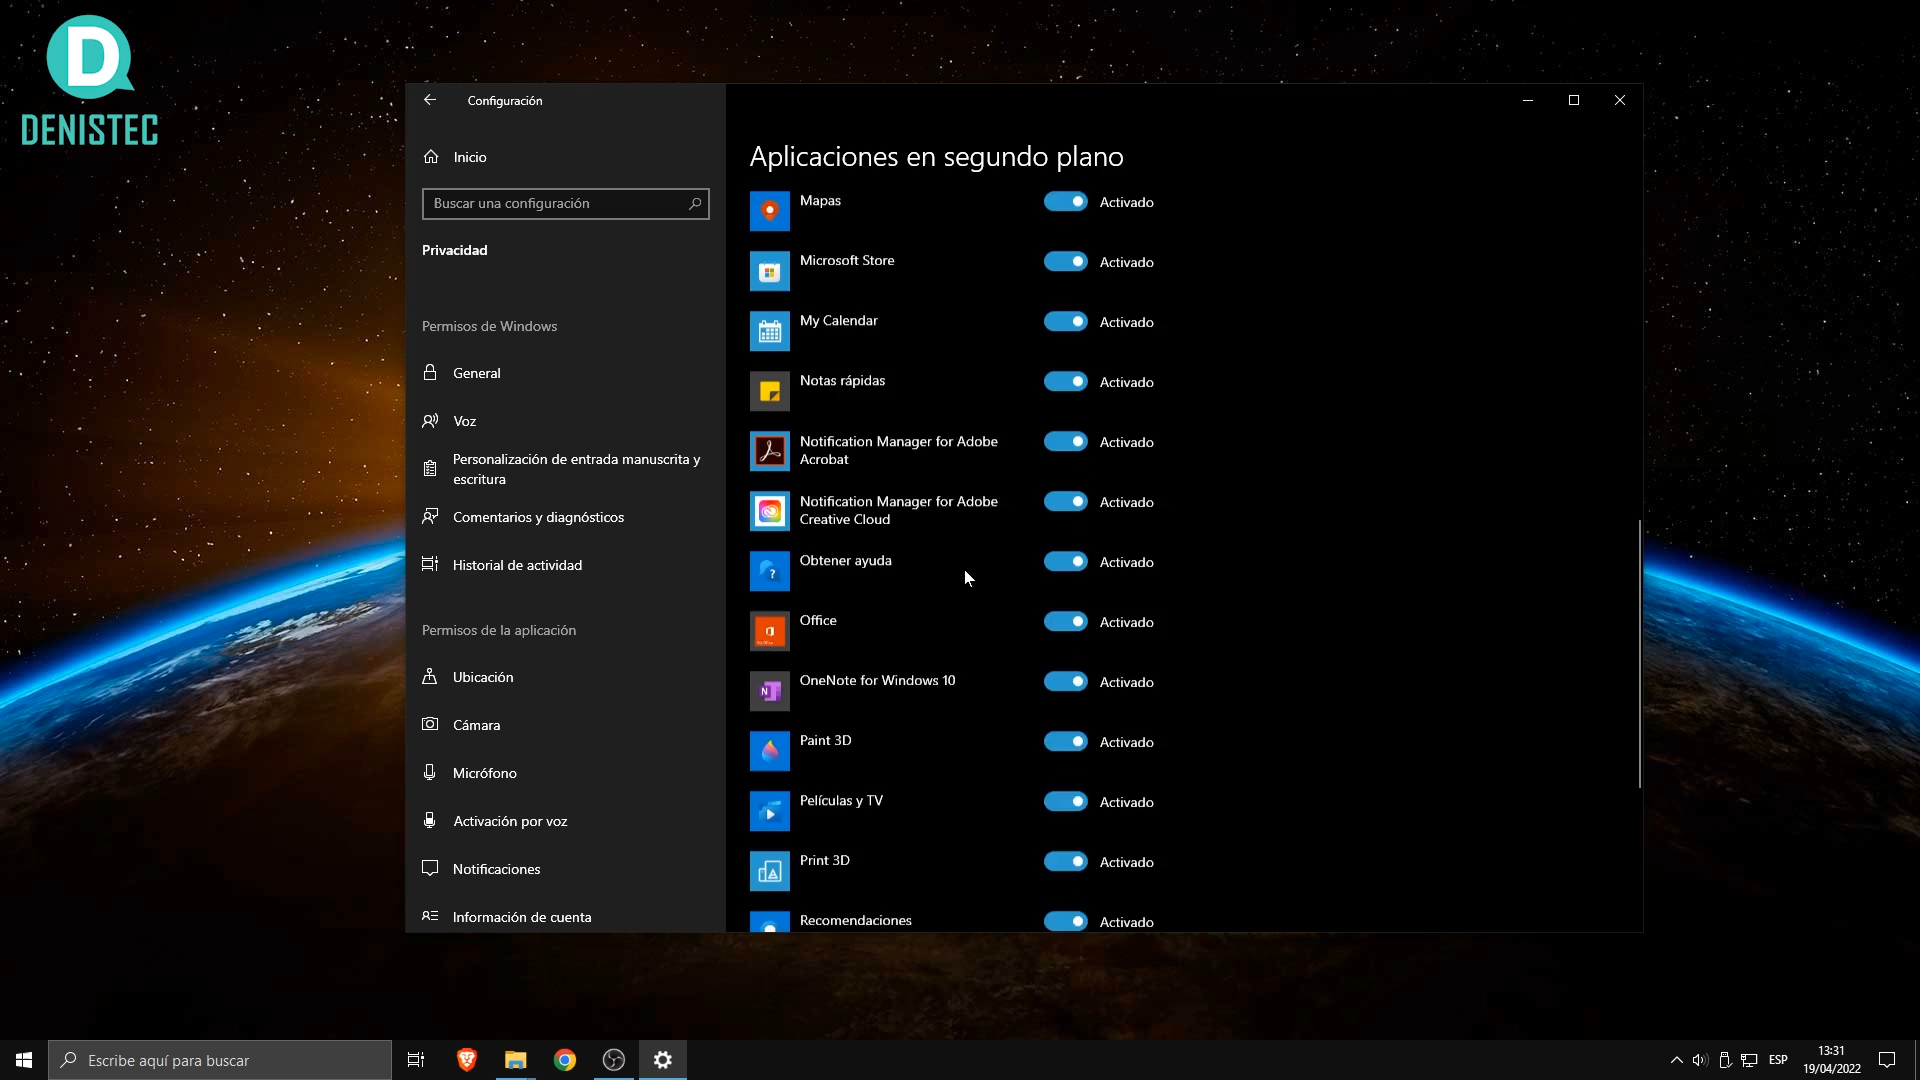 D
DENISTEC
Configuración
Inicio
Buscar una configuración
Privacidad
Permisos de Windows
General
Voz
Personalización de entrada manuscrita y
escritura
Comentarios y diagnósticos
Historial de actividad
Permisos de la aplicación
Ubicación
Cámara
Micrófono
Activación por voz
Notificaciones
Información de cuenta
Aplicaciones en segundo plano
Mapas Activado
Microsoft Store Activado
My Calendar Activado
Notas rápidas Activado
Notification Manager for Adobe
Acrobat Activado
Notification Manager for Adobe
Creative Cloud Activado
Obtener ayuda Activado
Office Activado
OneNote for Windows 10 Activado
Paint 3D Activado
Películas y TV Activado
Print 3D Activado
Recomendaciones Activado
Escribe aquí para buscar
ESP
13:31
19/04/2022